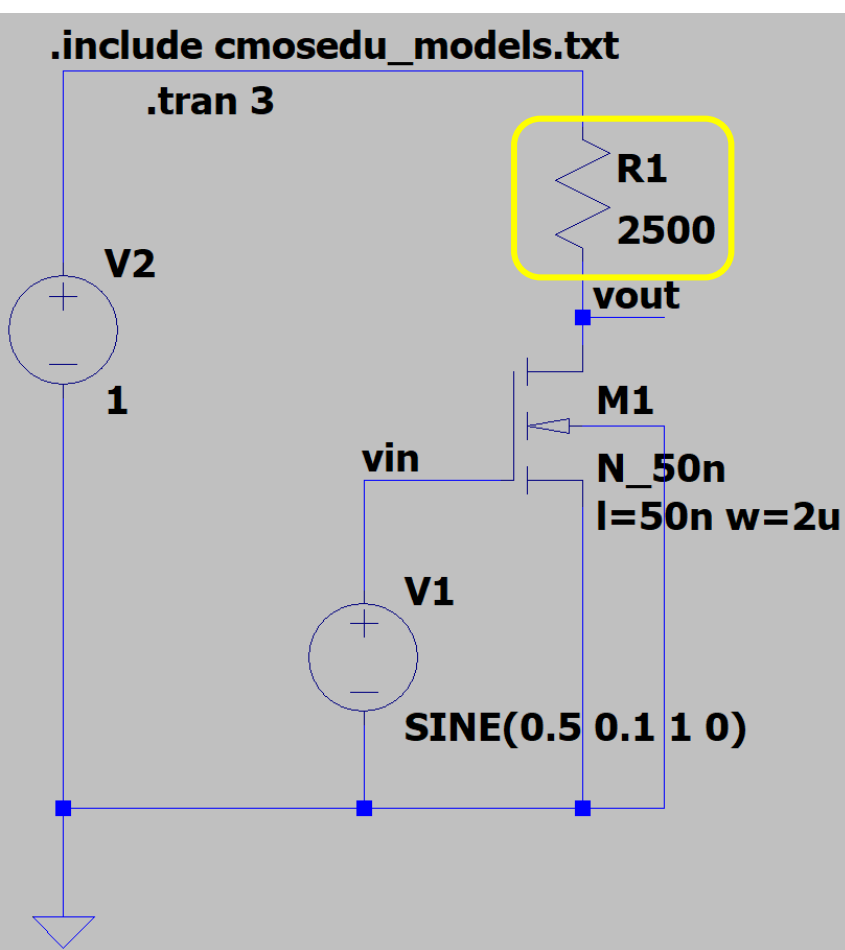 .include cmosedu_models.txt
.tran 3
R1
2500
V2
vout
1
M1
vin
N_50n
l=50n w=2u
V1
SINE(0.5 0.1 1 0)